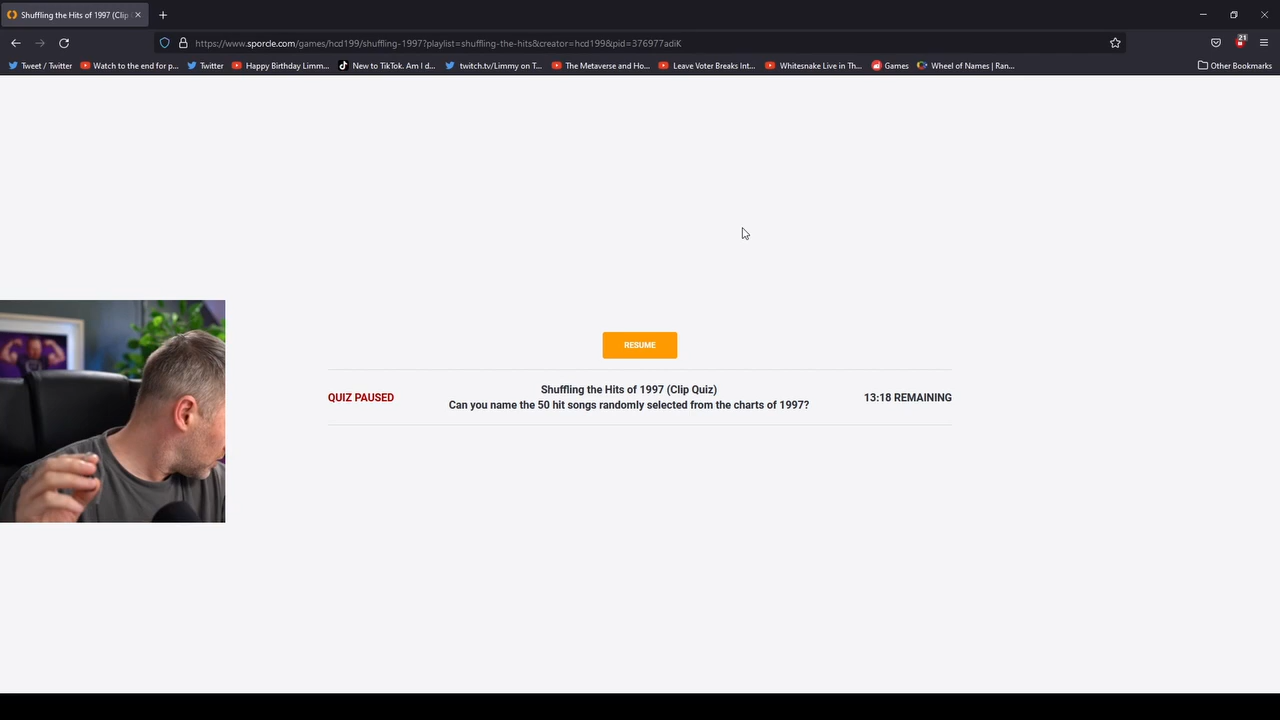 Shuffling the Hits of 1997 (Clip
https://www.sporcle.com/games/hcd199/shuffling-1997?playlist=shuffling-the-hits&creator=hcd199&pid=376977adiK
21
Tweet / Twitter Watch to the end for p... Twitter Happy Birthday Limm... New to TikTok. Am I d... twitch.tv/Limmy on T... The Metaverse and Ho... Leave Voter Breaks Int... Whitesnake Live in Th... Games Wheel of Names | Ran... Other Bookmarks
RESUME
Shuffling the Hits of 1997 (Clip Quiz)
QUIZ PAUSED Can you name the 50 hit songs randomly selected from the charts of 1997? 13:18 REMAINING